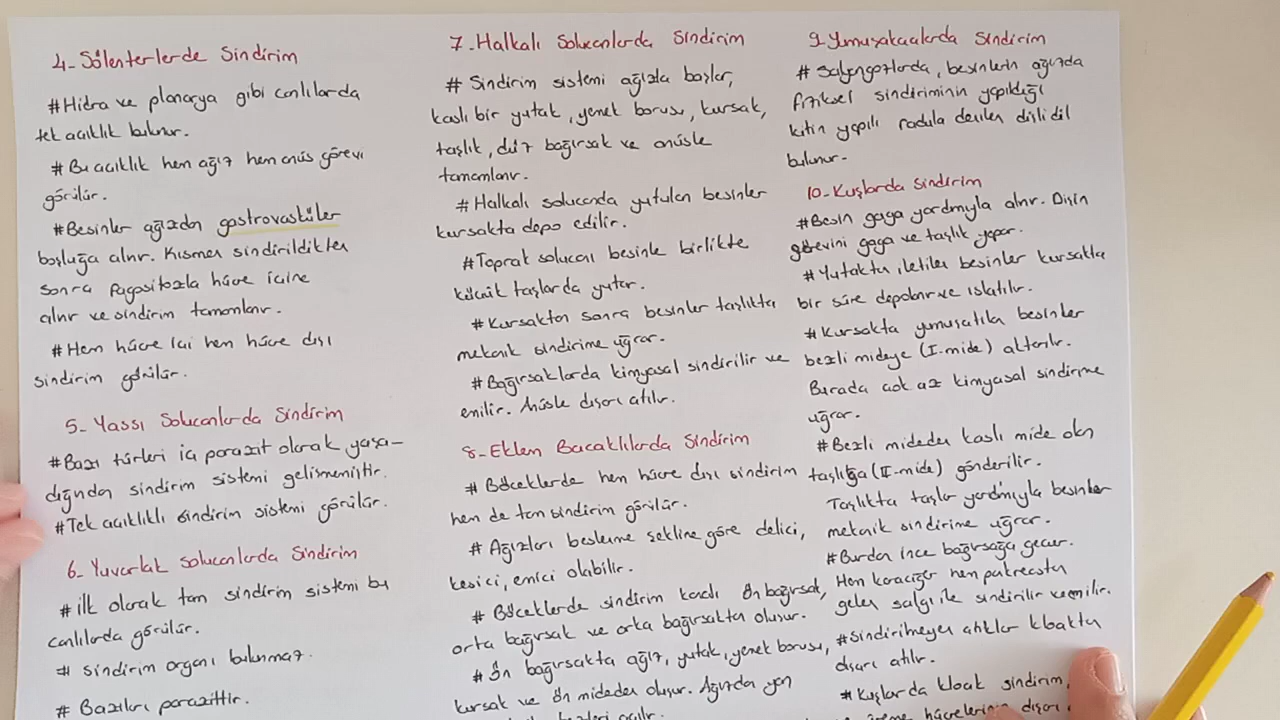 4- Sölenterlerde Sindirim
#Hidra ve planarya gibi canlılarda
tek açıklık bulunur.
#Bu açıklık hem ağız hem anüs görevi
görülür.
#Besinler ağızdan gastrovasküler
boşluğa alınır. Kısmen sindirildikten
sonra fagositozla hücre içine
alınır ve sindirim tamamlanır.
#Hem hücre içi hem hücre dışı
sindirim görülür.
5- Yassı Solucanlarda Sindirim
#Bazı türleri iç parazit olarak yaşa-
dığından sindirim sistemi gelişmemiştir.
#Tek açıklıklı sindirim sistemi görülür.
6- Yuvarlak Solucanlarda Sindirim
#İlk olarak tam sindirim sistemi bu
canlılarda görülür.
# Sindirim organı bulunmaz.
# Bazıları parazittir.
7-Halkalı Solucanlarda Sindirim
# Sindirim sistemi ağızla başlar,
kaslı bir yutak, yemek borusu, kursak,
taşlık, düz bağırsak ve anüsle
tamamlanır.
#Halkalı solucanda yutulan besinler
kursakta depo edilir.
#Toprak solucanı besinle birlikte
küçük taşlarda yutar.
#Kursaktan sonra besinler taşlıkta
mekanik sindirime uğrar.
#Bağırsaklarda kimyasal sindirilir ve
emilir. Anüsle dışarı atılır.
8-Eklem Bacaklılarda Sindirim
# Böceklerde hem hücre dışı sindirim
hem de tam sindirim görülür.
# Ağızları beslenme şekline göre delici,
kesici, emici olabilir.
# Böceklerde sindirim kanalı ön bağırsak,
orta bağırsak ve arka bağırsaktan oluşur.
# Ön bağırsakta ağız, yutak, yemek borusu,
kursak ve ön mideden oluşur. Ağızda yan
bezleri açılır.
9-Yumuşakçalarda Sindirim
# Salyangozlarda, besinlerin ağızda
fiziksel sindiriminin yapıldığı
kitin yapılı radula denilen dişli dil
bulunur.
10-Kuşlarda Sindirim
#Besin gaga yardımıyla alınır. Dişin
görevini gaga ve taşlık yapar.
#Yutaktan iletilen besinler kursakta
bir süre depolanır ve ıslatılır.
# Kursakta yumuşatılan besinler
bezli mideye (I-mide) aktarılır.
Burada çok az kimyasal sindirime
uğrar.
#Bezli mideden kaslı mide olan
taşlığa (II-mide) gönderilir.
Taşlıkta taşlar yardımıyla besinler
mekanik sindirime uğrar.
#Burdan ince bağırsağa geçer.
Hem karaciğer hem pankreastan
gelen salgı ile sindirilir ve emilir.
#Sindirilmeyen atıklar kloaktan
dışarı atılır.
#Kuşlarda kloak sindirim,
üreme hücrelerinin dışarı